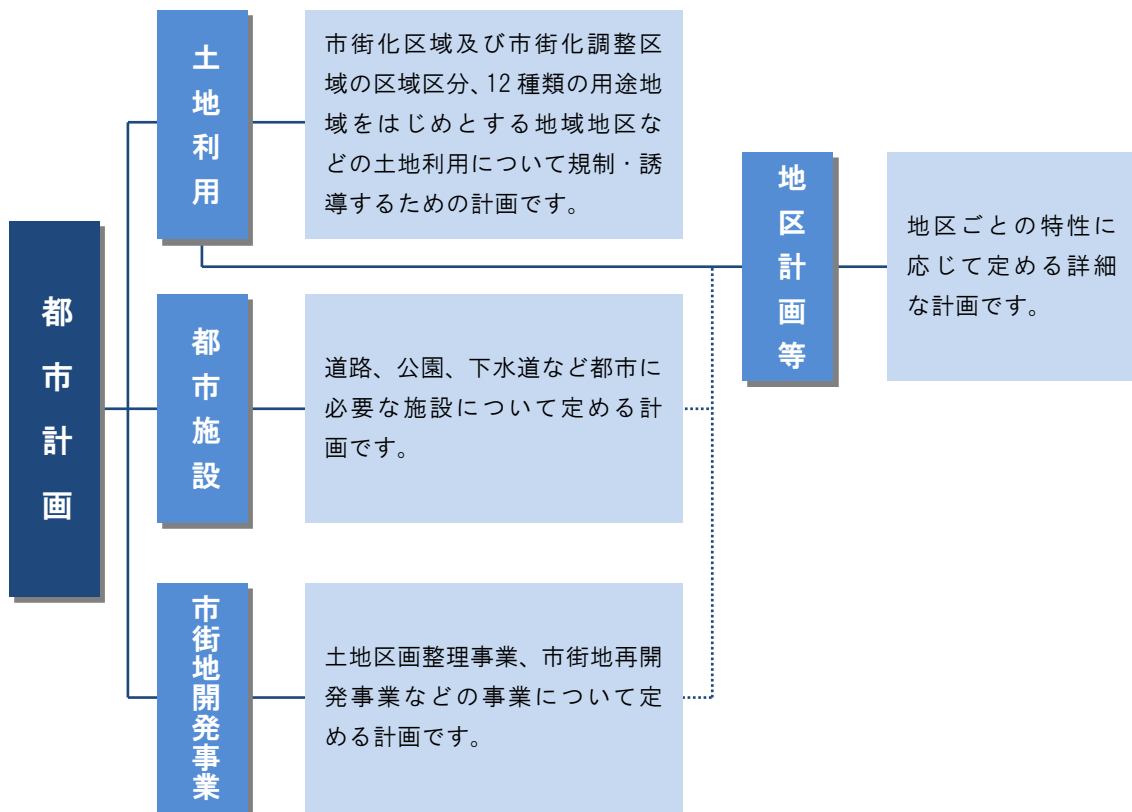 都市計画
土地利用
市街化区域及び市街化調整区
域の区域区分、12種類の用途地
域をはじめとする地域地区な
どの土地利用について規制・誘
導するための計画です。
都市施設
道路、公園、下水道など都市に
必要な施設について定める計
画です。
市街地開発事業
土地区画整理事業、市街地再開
発事業などの事業について定
める計画です。
地区計画等
地区ごとの特性に
応じて定める詳細
な計画です。